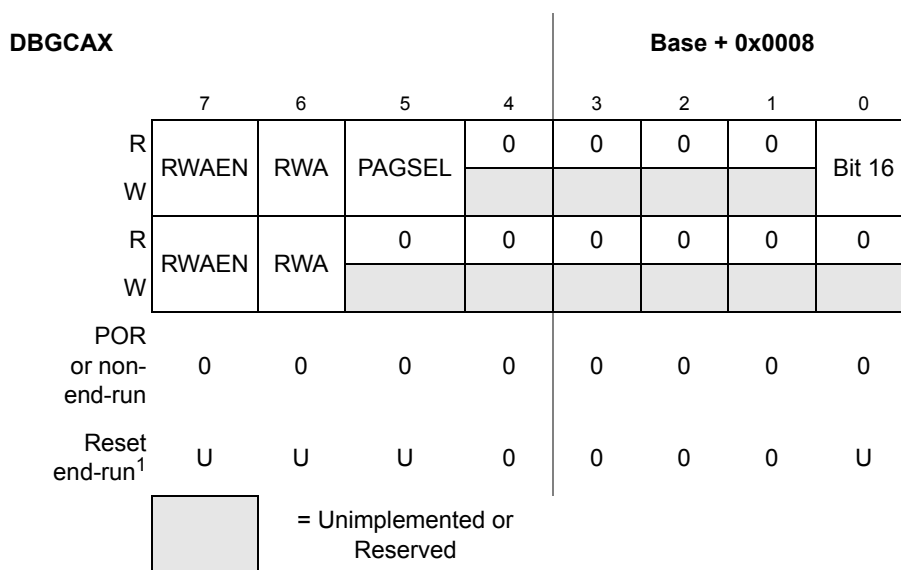 DBGCAX Base + 0x0008
7 6 5 4 3 2 1 0
R 0 0 0 0
RWAEN RWA PAGSEL Bit 16
W
R 0 0 0 0 0 0
RWAEN RWA
W
POR
or non- 0 0 0 0 0 0 0 0
end-run
Reset
end-run1 U U U 0 0 0 0 U
= Unimplemented or
Reserved